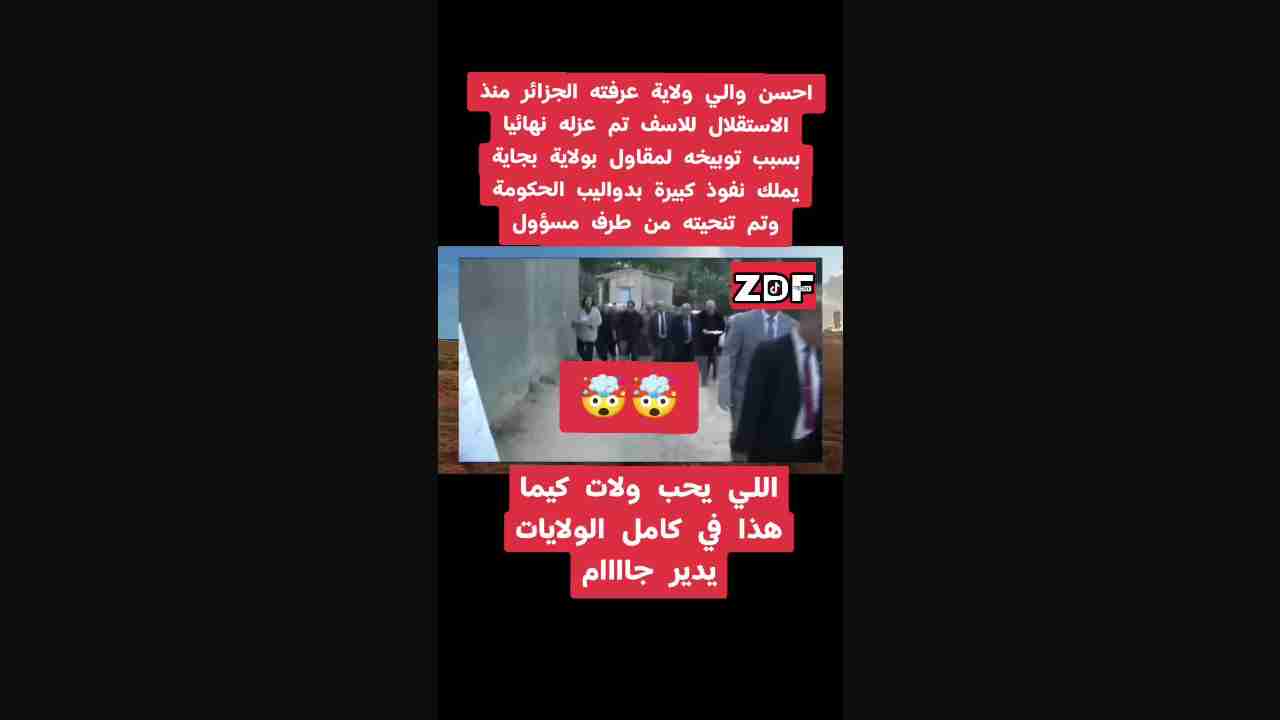 احسن والي ولاية عرفته الجزائر منذ
الاستقلال للاسف تم عزله نهائيا
بسبب توبيخه لمقاول بولاية بجاية
يملك نفوذ كبيرة بدواليب الحكومة
وتم تنحيته من طرف مسؤول
ZDF
اللي يحب ولات كيما
هذا في كامل الولايات
يدير جاااام